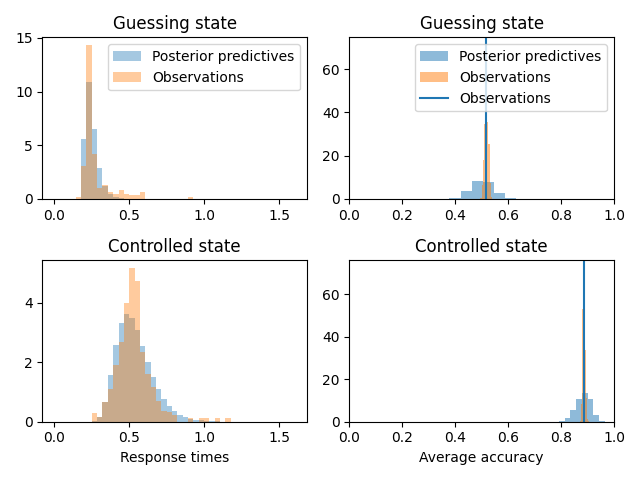 Guessing state
Posterior predictives
Observations
15
10
5
0
0.0 0.5 1.0 1.5
Guessing state
Posterior predictives
Observations
Observations
60
40
20
0
0.0 0.2 0.4 0.6 0.8 1.0
Controlled state
4
2
0
0.0 0.5 1.0 1.5
Response times
Controlled state
60
40
20
0
0.0 0.2 0.4 0.6 0.8 1.0
Average accuracy